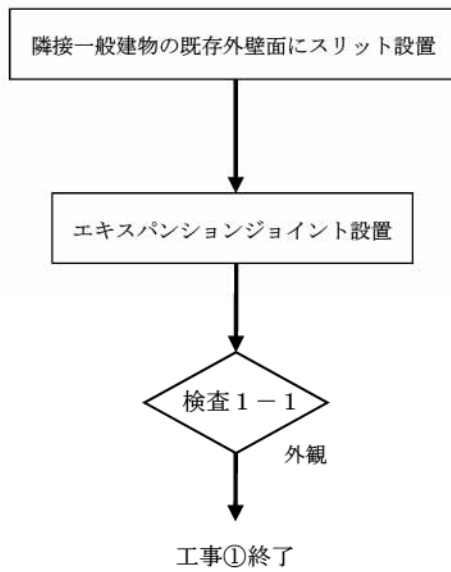 隣接一般建物の既存外壁面にスリット設置
エキスパンションジョイント設置
検査１－１
外観
工事①終了